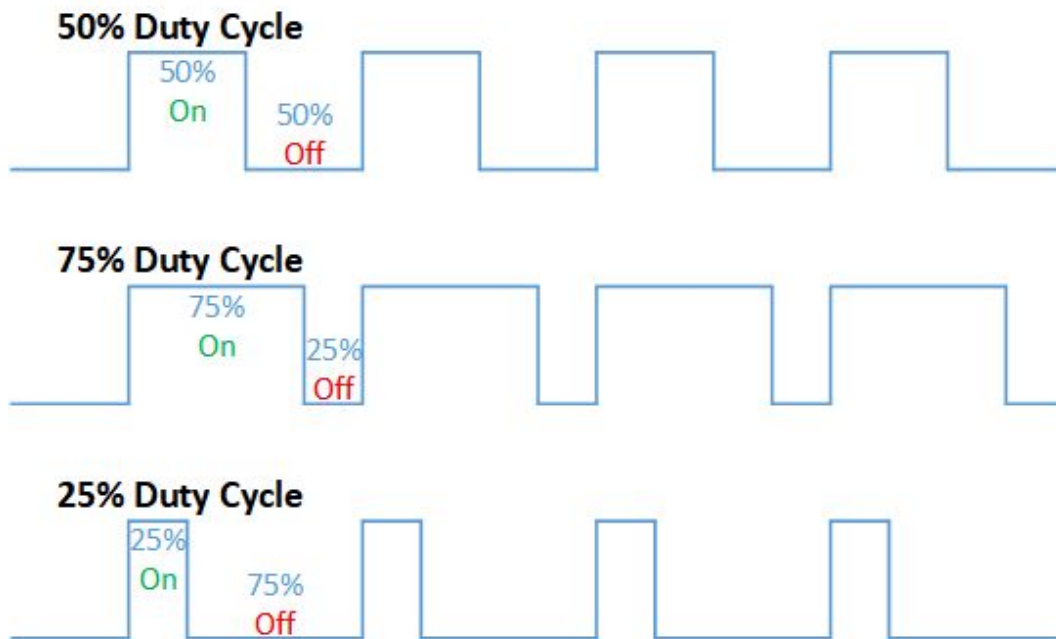 50% Duty Cycle
50%
On
50%
Off
75% Duty Cycle
75%
On
25%
Off
25% Duty Cycle
25%
On
75%
Off